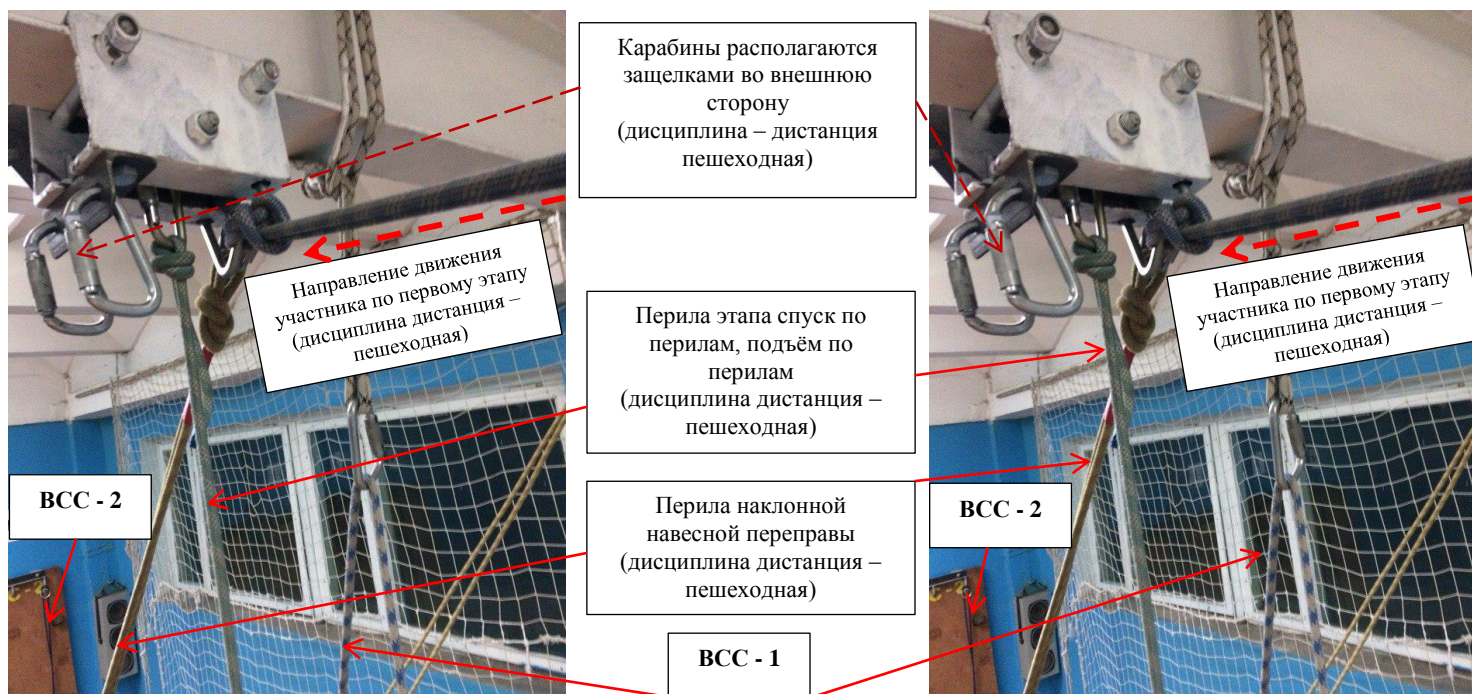 Карабины располагаются
защелками во внешнюю
сторону
(дисциплина – дистанция
пешеходная)
Направление движения
участника по первому этапу
(дисциплина дистанция –
пешеходная)
Направление движения
участника по первому этапу
(дисциплина дистанция –
пешеходная)
Перила этапа спуск по
перилам, подъём по
перилам
(дисциплина дистанция –
пешеходная)
ВСС - 2
Перила наклонной
навесной переправы
(дисциплина дистанция –
пешеходная)
ВСС - 2
ВСС - 1